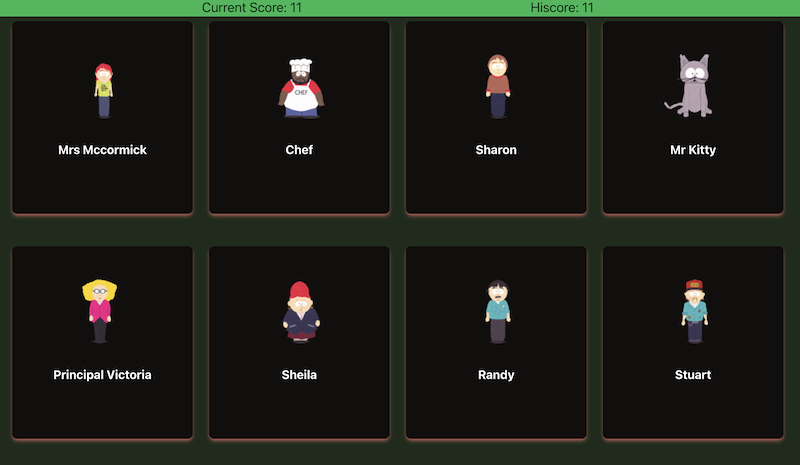 Current Score: 11 Hiscore: 11
CHEF
Mrs Mccormick Chef Sharon Mr Kitty
Principal Victoria Sheila Randy Stuart